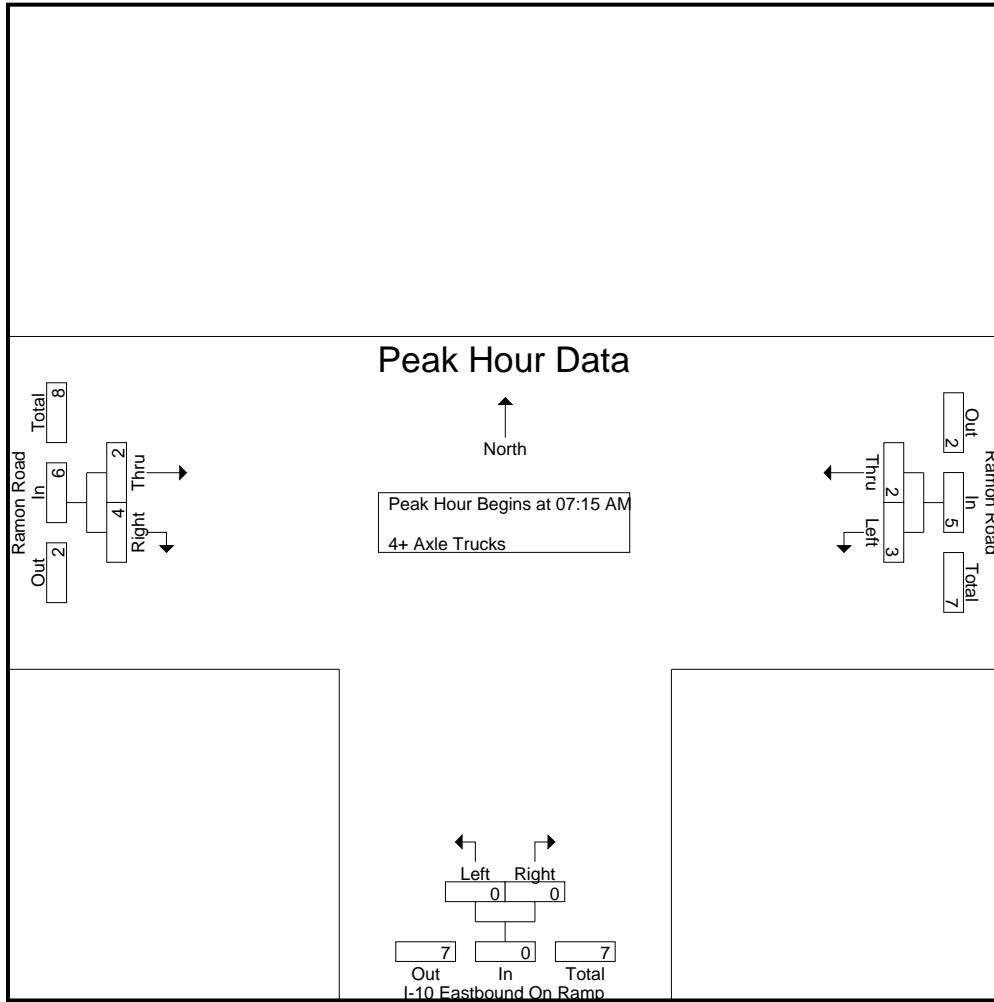 Peak Hour Data
North
Peak Hour Begins at 07:15 AM
4+ Axle Trucks
Ramon Road
Total
8
In
6
Out
2
2
Thru
4
Right
Ramon Road
Out
2
In
5
Total
7
Thru
2
Left
3
Left
Right
0
0
7
0
7
Out
In
Total
I-10 Eastbound On Ramp